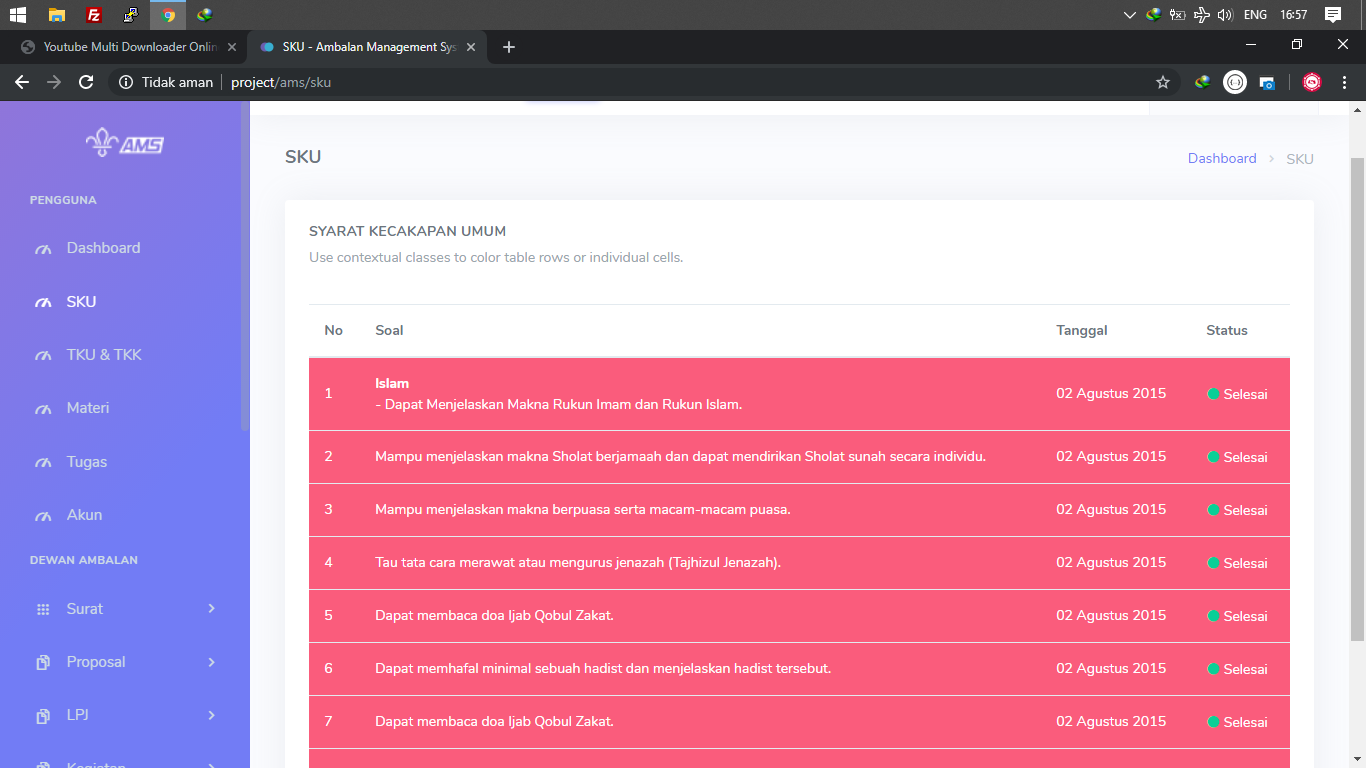 ENG
16:57
Youtube Multi Downloader Onlin
SKU - Ambalan Management Sys
Tidak aman
project/ams/sku
AMS
PENGGUNA
Dashboard
SKU
TKU & TKK
Materi
Tugas
Akun
DEWAN AMBALAN
Surat
Proposal
LPJ
Kegiatan
SKU
Dashboard > SKU
SYARAT KECAKAPAN UMUM
Use contextual classes to color table rows or individual cells.
No Soal Tanggal Status
1 Islam
- Dapat Menjelaskan Makna Rukun Imam dan Rukun Islam. 02 Agustus 2015 Selesai
2 Mampu menjelaskan makna Sholat berjamaah dan dapat mendirikan Sholat sunah secara individu. 02 Agustus 2015 Selesai
3 Mampu menjelaskan makna berpuasa serta macam-macam puasa. 02 Agustus 2015 Selesai
4 Tau tata cara merawat atau mengurus jenazah (Tajhizul Jenazah). 02 Agustus 2015 Selesai
5 Dapat membaca doa Ijab Qobul Zakat. 02 Agustus 2015 Selesai
6 Dapat memhafal minimal sebuah hadist dan menjelaskan hadist tersebut. 02 Agustus 2015 Selesai
7 Dapat membaca doa Ijab Qobul Zakat. 02 Agustus 2015 Selesai